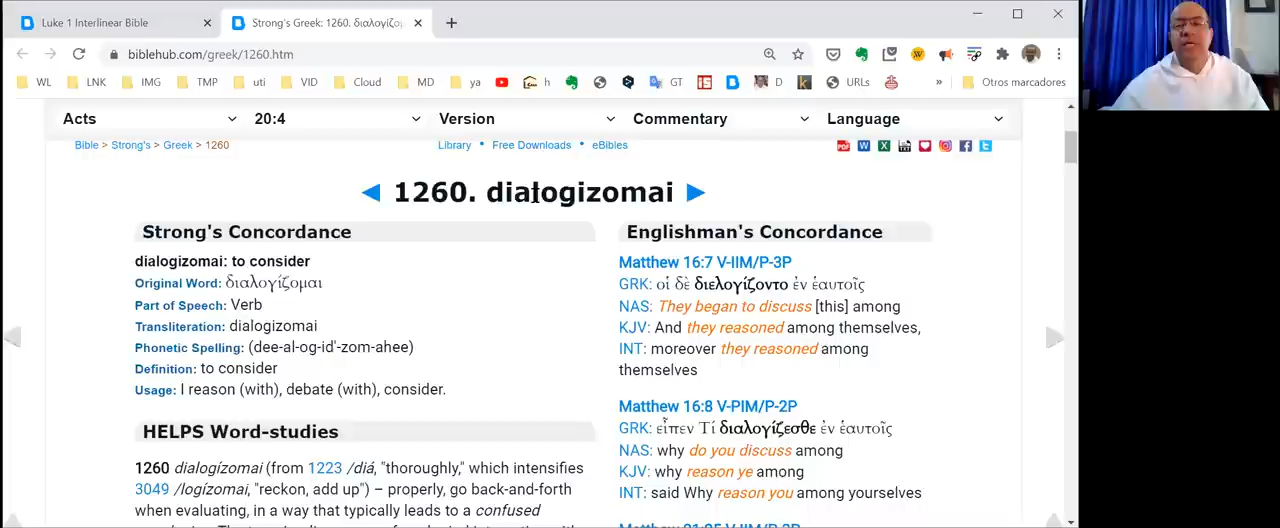 Luke 1 Interlinear Bible
Strong's Greek: 1260. διαλογίζο
biblehub.com/greek/1260.htm
WL LNK IMG TMP uti VID Cloud MD ya h GT D URLs » Otros marcadores
Acts 20:4 Version Commentary Language
Bible > Strong's > Greek > 1260
Library • Free Downloads • eBibles
1260. dialogizomai
Strong's Concordance
dialogizomai: to consider
Original Word: διαλογίζομαι
Part of Speech: Verb
Transliteration: dialogizomai
Phonetic Spelling: (dee-al-og-id'-zom-ahee)
Definition: to consider
Usage: I reason (with), debate (with), consider.
HELPS Word-studies
1260 dialogízomai (from 1223 /diá, "thoroughly," which intensifies
3049 /logízomai, "reckon, add up") – properly, go back-and-forth
when evaluating, in a way that typically leads to a confused
Englishman's Concordance
Matthew 16:7 V-IIM/P-3P
GRK: οἱ δὲ διελογίζοντο ἐν ἑαυτοῖς
NAS: They began to discuss [this] among
KJV: And they reasoned among themselves,
INT: moreover they reasoned among
themselves
Matthew 16:8 V-PIM/P-2P
GRK: εἶπεν Τί διαλογίζεσθε ἐν ἑαυτοῖς
NAS: why do you discuss among
KJV: why reason ye among
INT: said Why reason you among yourselves